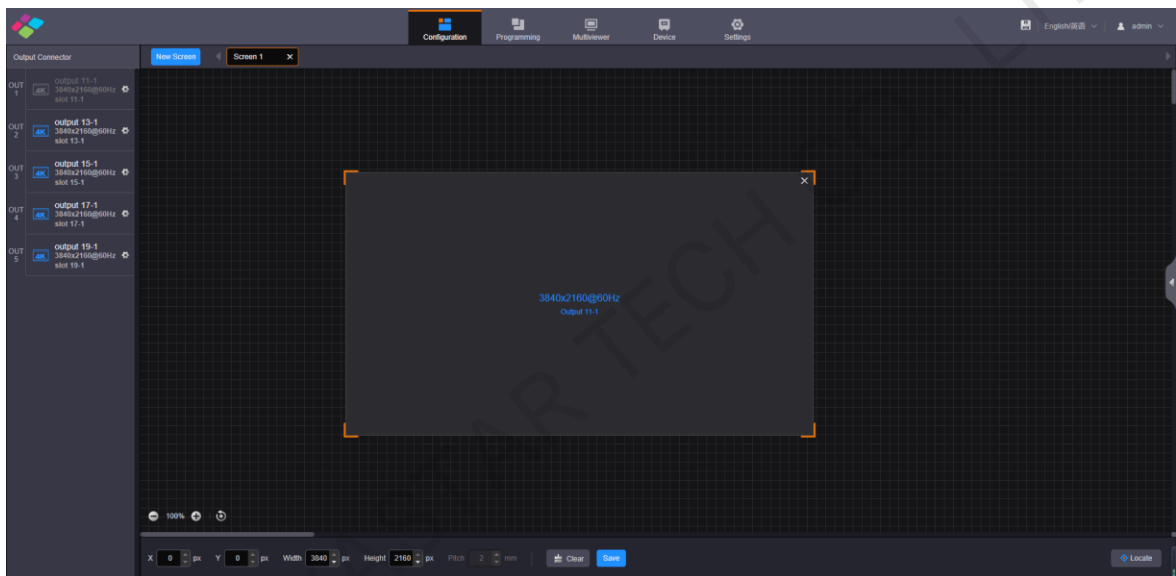 Configuration
Programming
Multiviewer
Device
Settings
English/英语
admin
Output Connector
New Screen
Screen 1
OUT 1
4K
output 11-1
3840x2160@60Hz
slot 11-1
OUT 2
4K
output 13-1
3840x2160@60Hz
slot 13-1
OUT 3
4K
output 15-1
3840x2160@60Hz
slot 15-1
OUT 4
4K
output 17-1
3840x2160@60Hz
slot 17-1
OUT 5
4K
output 19-1
3840x2160@60Hz
slot 19-1
3840x2160@60Hz
Output 11-1
100%
X 0 px Y 0 px Width 3840 px Height 2160 px Pitch 2 mm Clear Save Locate
TECH